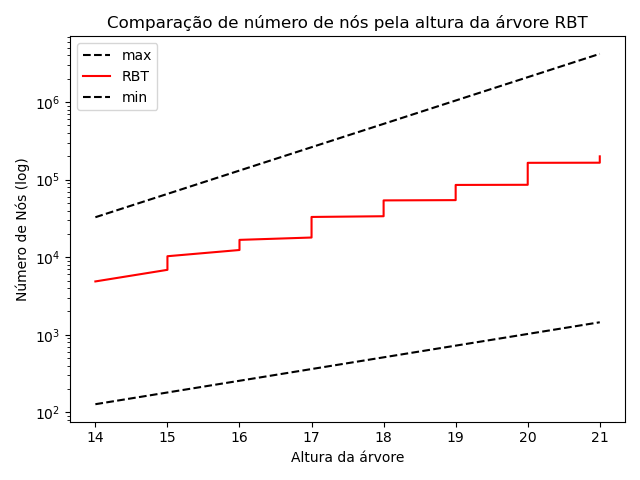 Comparação de número de nós pela altura da árvore RBT
max
RBT
min
Número de Nós (log)
10^6
10^5
10^4
10^3
10^2
14 15 16 17 18 19 20 21
Altura da árvore